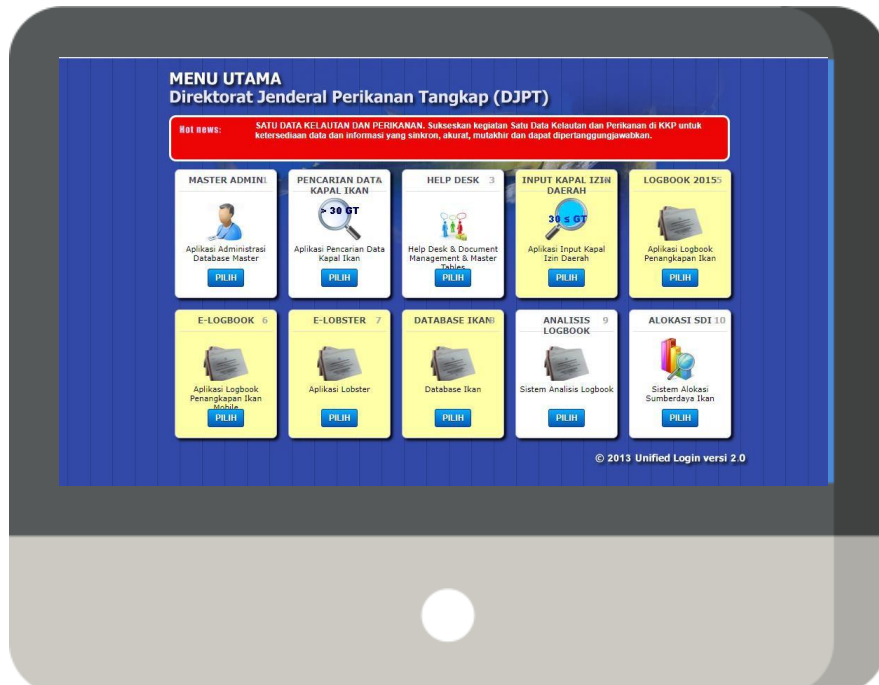 MENU UTAMA
Direktorat Jenderal Perikanan Tangkap (DJPT)
Hot news:
SATU DATA KELAUTAN DAN PERIKANAN. Sukseskan kegiatan Satu Data Kelautan dan Perikanan di KKP untuk
ketersediaan data dan informasi yang sinkron, akurat, mutakhir dan dapat dipertanggungjawabkan.
MASTER ADMIN 1
Aplikasi Administrasi
Database Master
PILIH
PENCARIAN DATA
KAPAL IKAN
> 30 GT
Aplikasi Pencarian Data
Kapal Ikan
PILIH
HELP DESK 3
Help Desk & Document
Management & Master
Tables
PILIH
INPUT KAPAL IZIN
DAERAH
30 ≤ GT
Aplikasi Input Kapal
Izin Daerah
PILIH
LOGBOOK 2015 5
Aplikasi Logbook
Penangkapan Ikan
PILIH
E-LOGBOOK 6
Aplikasi Logbook
Penangkapan Ikan
Mobile
PILIH
E-LOBSTER 7
Aplikasi Lobster
PILIH
DATABASE IKAN 8
Database Ikan
PILIH
ANALISIS 9
LOGBOOK
Sistem Analisis Logbook
PILIH
ALOKASI SDI 10
Sistem Alokasi
Sumberdaya Ikan
PILIH
© 2013 Unified Login versi 2.0